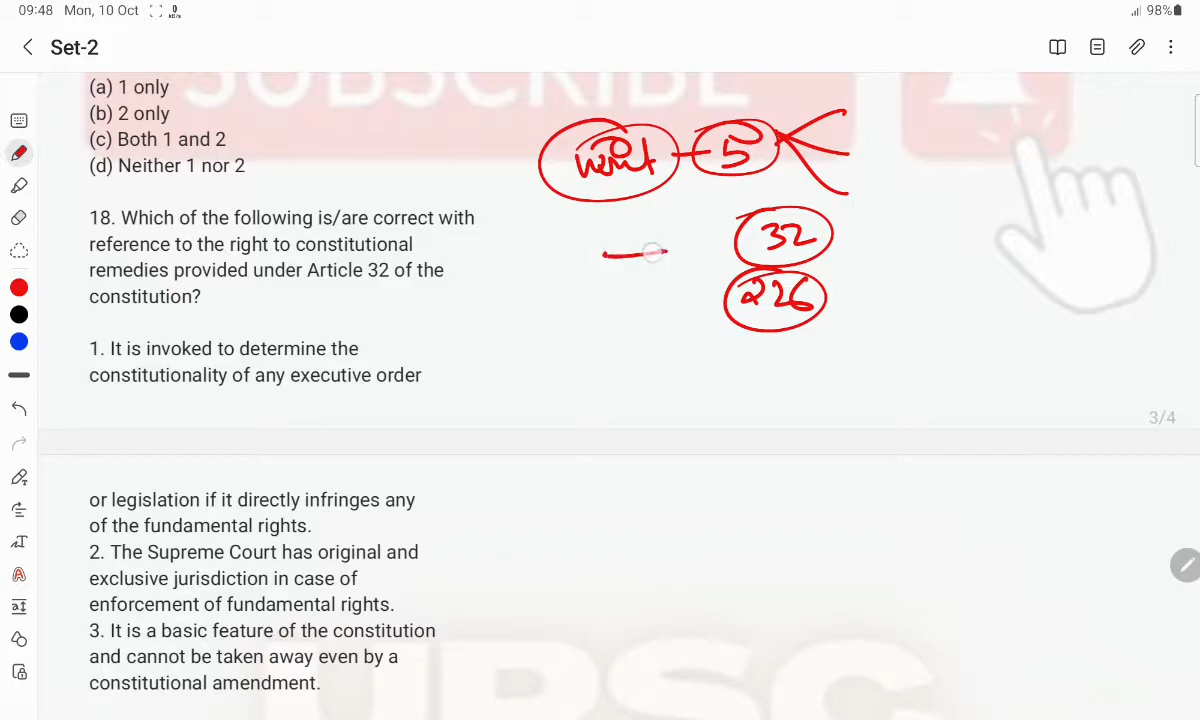 09:48 Mon, 10 Oct
98%
Set-2
SUBSCRIBE
(a) 1 only
(b) 2 only
(c) Both 1 and 2
(d) Neither 1 nor 2
5
18. Which of the following is/are correct with
reference to the right to constitutional
remedies provided under Article 32 of the
constitution?
32
226
1. It is invoked to determine the
constitutionality of any executive order
3/4
or legislation if it directly infringes any
of the fundamental rights.
2. The Supreme Court has original and
exclusive jurisdiction in case of
enforcement of fundamental rights.
3. It is a basic feature of the constitution
and cannot be taken away even by a
constitutional amendment.
UPSC